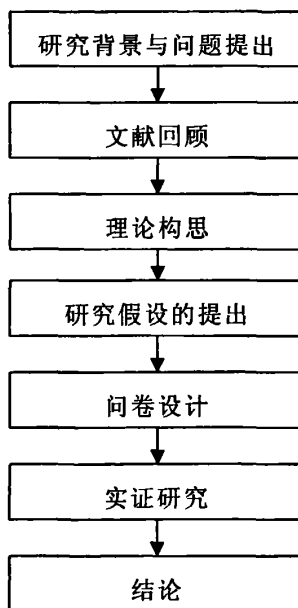 研究背景与问题提出
文献回顾
理论构思
研究假设的提出
问卷设计
实证研究
结论